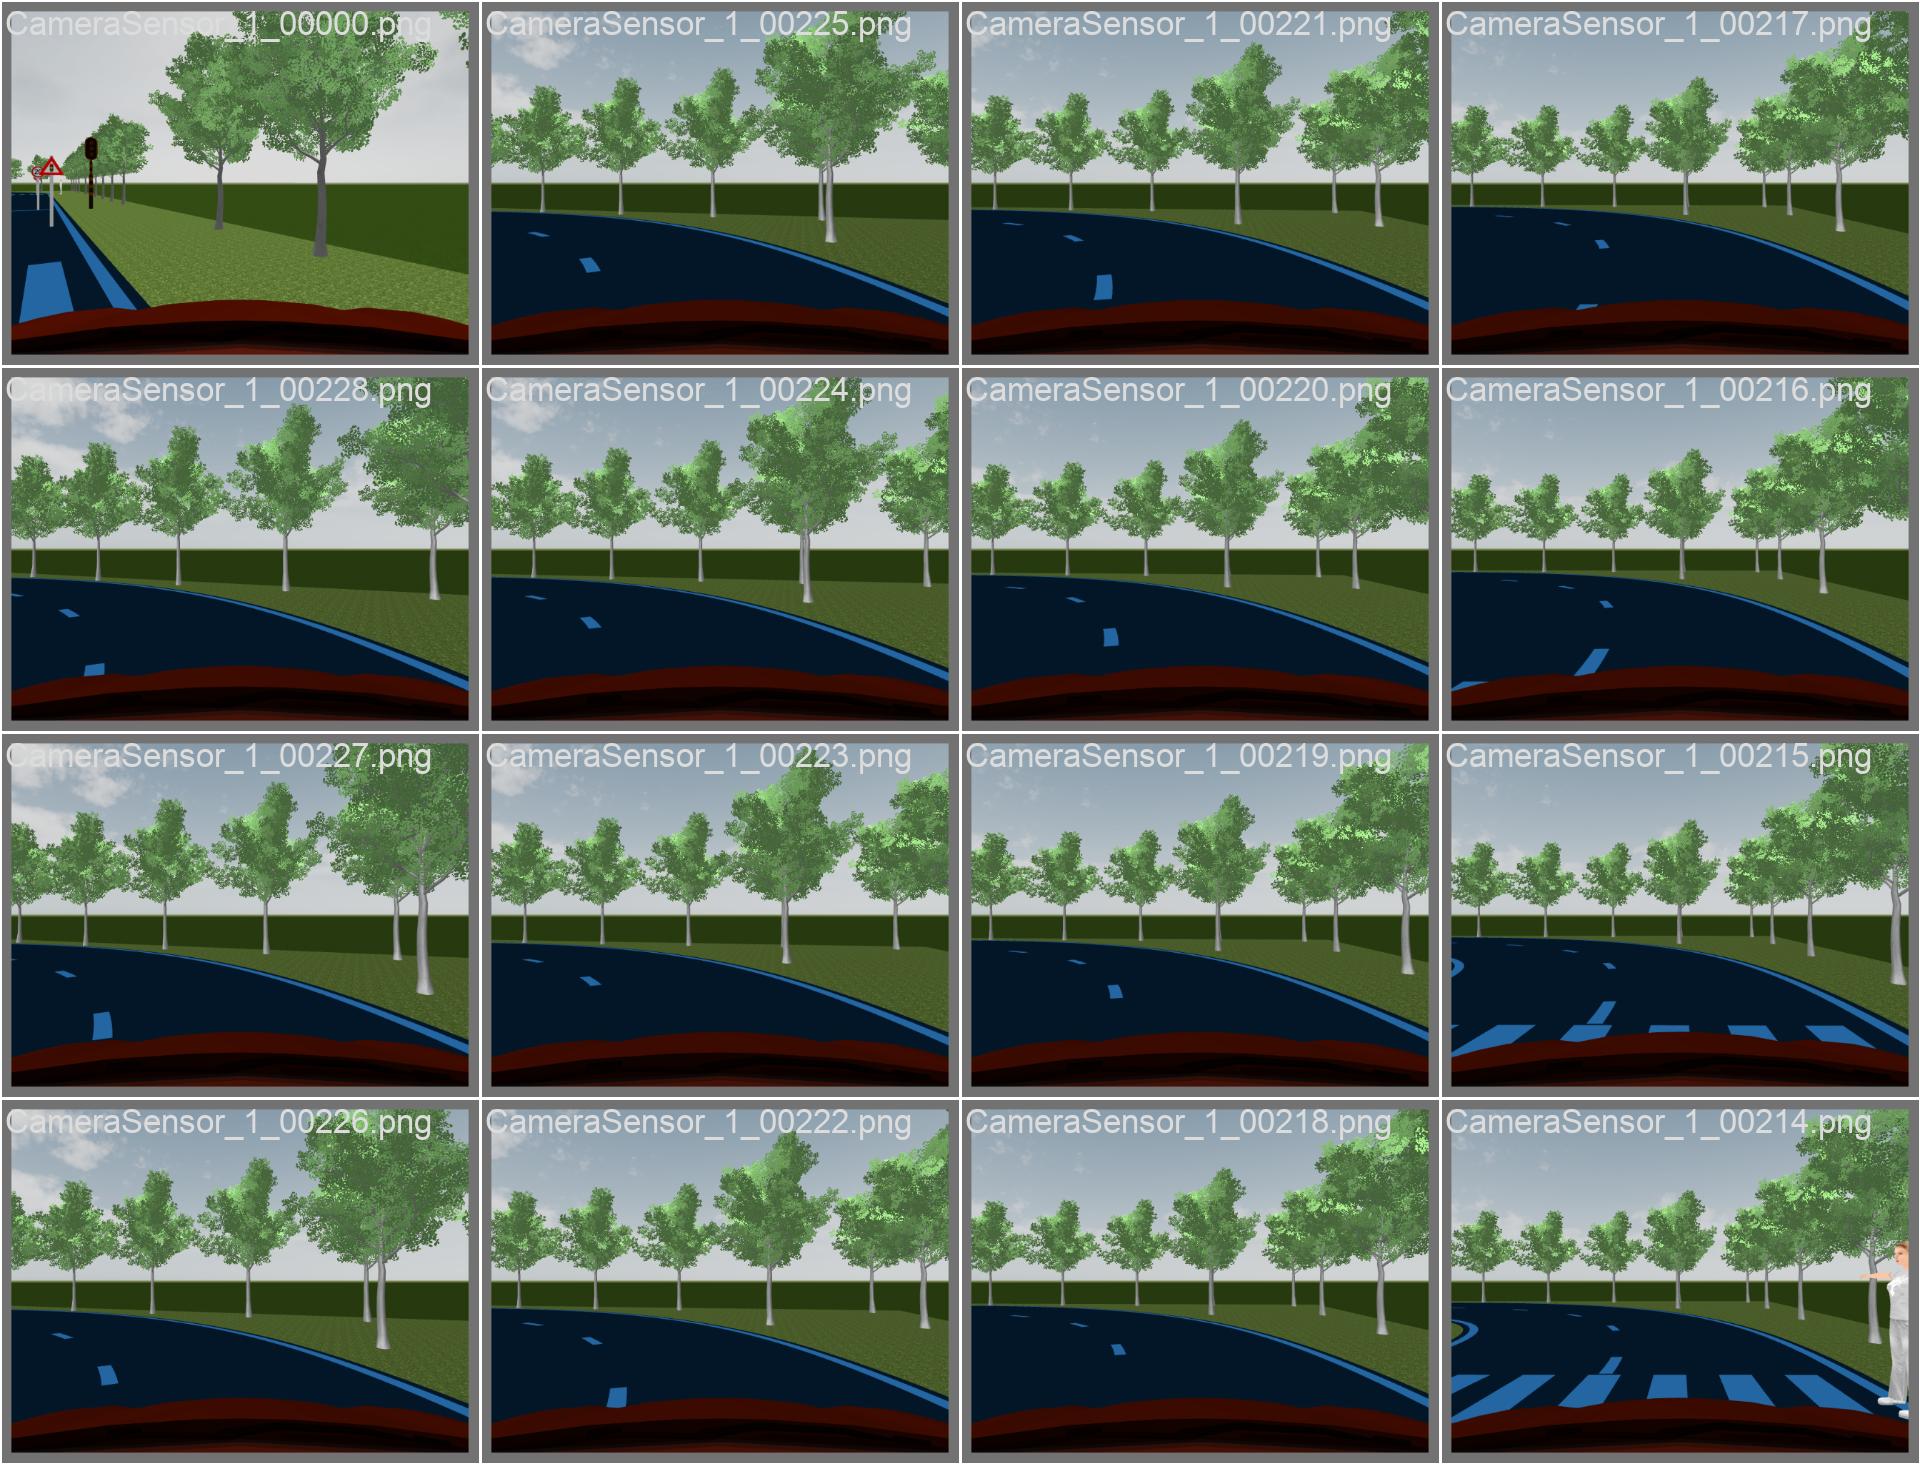 CameraSensor_1_00000.png
CameraSensor_1_00225.png
CameraSensor_1_00221.png
CameraSensor_1_00217.png
CameraSensor_1_00228.png
CameraSensor_1_00224.png
CameraSensor_1_00220.png
CameraSensor_1_00216.png
CameraSensor_1_00227.png
CameraSensor_1_00223.png
CameraSensor_1_00219.png
CameraSensor_1_00215.png
CameraSensor_1_00226.png
CameraSensor_1_00222.png
CameraSensor_1_00218.png
CameraSensor_1_00214.png